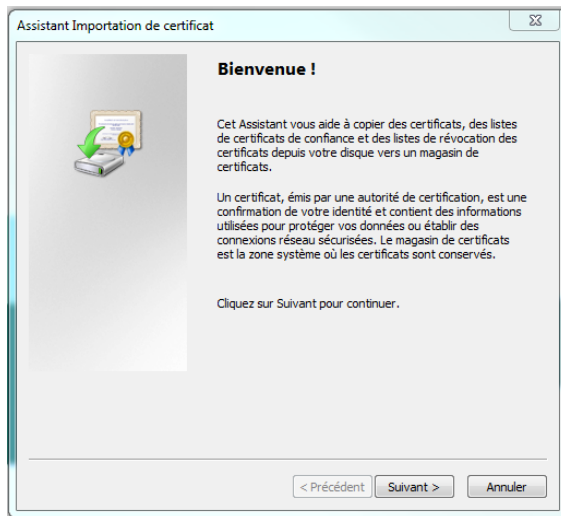 Assistant Importation de certificat
Bienvenue !
Cet Assistant vous aide à copier des certificats, des listes
de certificats de confiance et des listes de révocation des
certificats depuis votre disque vers un magasin de
certificats.
Un certificat, émis par une autorité de certification, est une
confirmation de votre identité et contient des informations
utilisées pour protéger vos données ou établir des
connexions réseau sécurisées. Le magasin de certificats
est la zone système où les certificats sont conservés.
Cliquez sur Suivant pour continuer.
< Précédent Suivant > Annuler